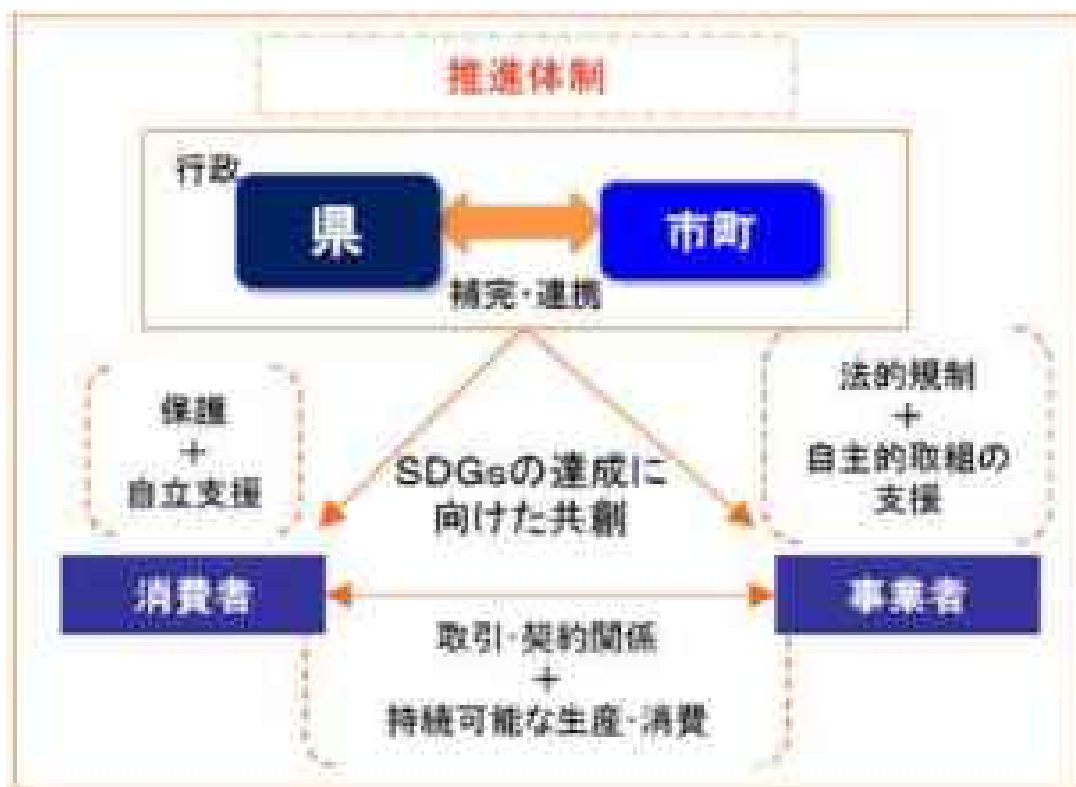 推進体制
行政
県
市町
補完・連携
保護
+
自立支援
法的規制
+
自主的取組の
支援
SDGsの達成に
向けた共創
消費者
事業者
取引・契約関係
+
持続可能な生産・消費